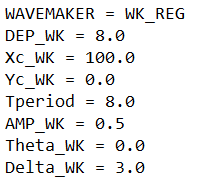 WAVEMAKER = WK_REG
DEP_WK = 8.0
Xc_WK = 100.0
Yc_WK = 0.0
Tperiod = 8.0
AMP_WK = 0.5
Theta_WK = 0.0
Delta_WK = 3.0